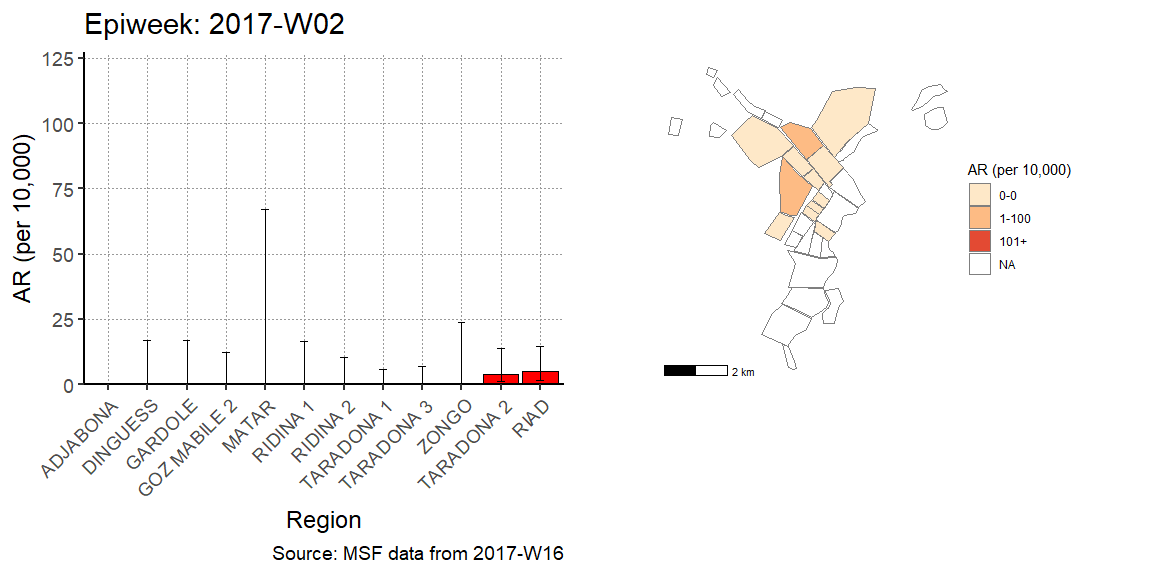 Epiweek: 2017-W02
AR (per 10,000)
125
100
75
50
25
0
ADJABONA
DINGUESS
GARDOLE
GOZ MABILE 2
MATAR
RIDINA 1
RIDINA 2
TARADONA 1
TARADONA 3
ZONGO
TARADONA 2
RIAD
Region
Source: MSF data from 2017-W16
AR (per 10,000)
0-0
1-100
101+
NA
2 km